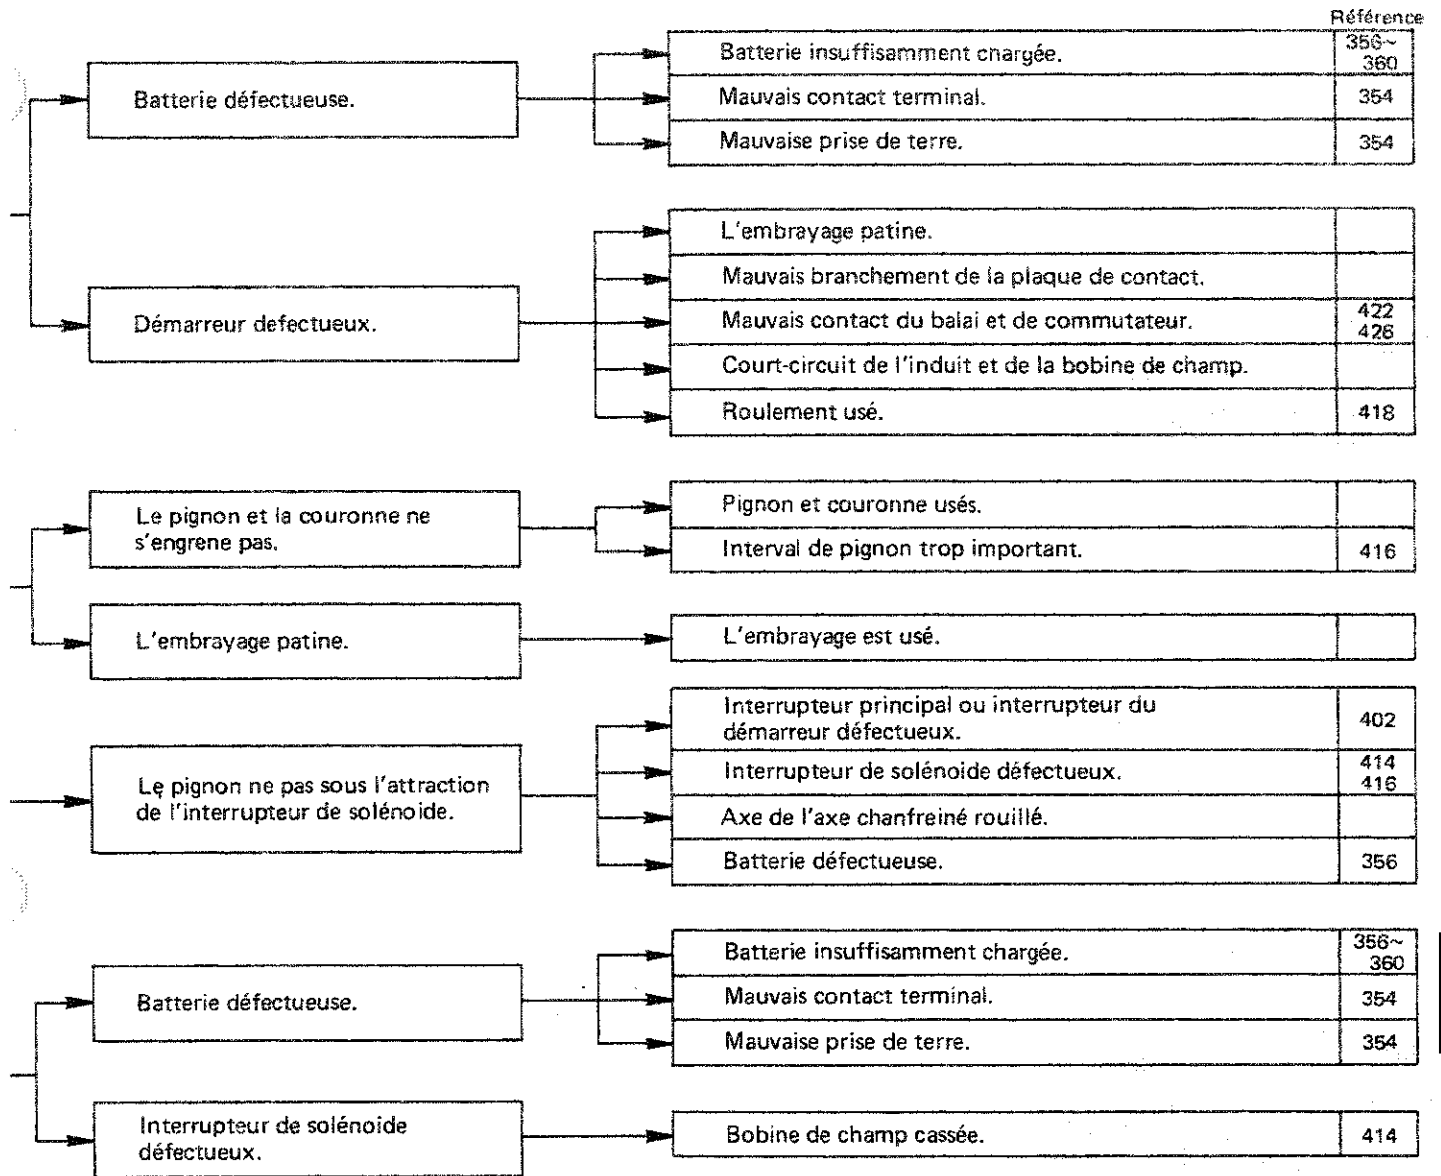 Référence
Batterie défectueuse.
Batterie insuffisamment chargée.
356~
360
Mauvais contact terminal.
354
Mauvaise prise de terre.
354
Démarreur defectueux.
L'embrayage patine.
Mauvais branchement de la plaque de contact.
Mauvais contact du balai et de commutateur.
422
426
Court-circuit de l'induit et de la bobine de champ.
Roulement usé.
418
Le pignon et la couronne ne
s'engrene pas.
Pignon et couronne usés.
Interval de pignon trop important.
416
L'embrayage patine.
L'embrayage est usé.
Le pignon ne pas sous l'attraction
de l'interrupteur de solénoide.
Interrupteur principal ou interrupteur du
démarreur défectueux.
402
Interrupteur de solénoide défectueux.
414
416
Axe de l'axe chanfreiné rouillé.
Batterie défectueuse.
356
Batterie défectueuse.
Batterie insuffisamment chargée.
356~
360
Mauvais contact terminal.
354
Mauvaise prise de terre.
354
Interrupteur de solénoide
défectueux.
Bobine de champ cassée.
414